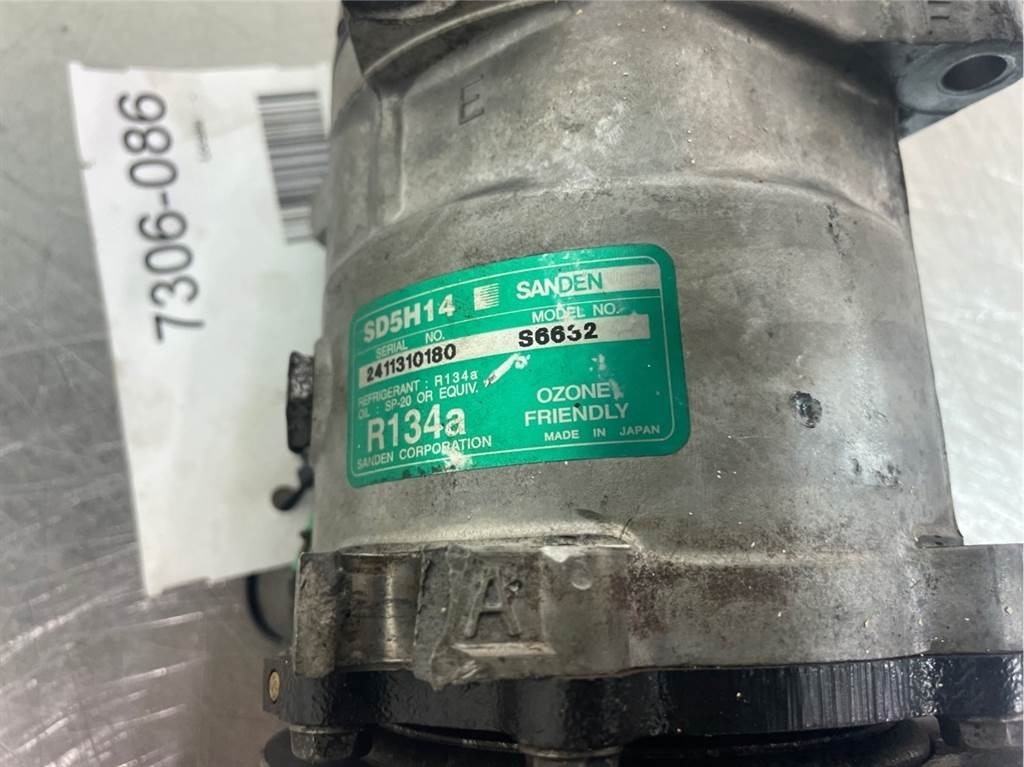 7306-086
E
SD5H14 SANDEN
SERIAL NO. MODEL NO.
2411310180 S6632
REFRIGERANT : R134a
OIL : SP-20 OR EQUIV.
R134a
OZONE
FRIENDLY
SANDEN CORPORATION
MADE IN JAPAN
A